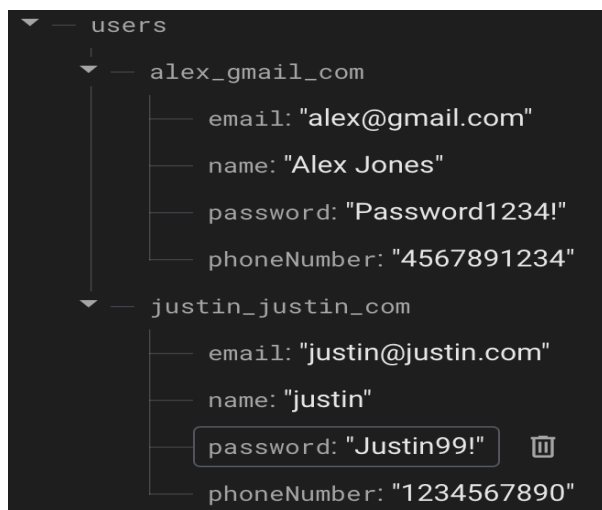 users
alex_gmail_com
email: "alex@gmail.com"
name: "Alex Jones"
password: "Password1234!"
phoneNumber: "4567891234"
justin_justin_com
email: "justin@justin.com"
name: "justin"
password: "Justin99!"
phoneNumber: "1234567890"